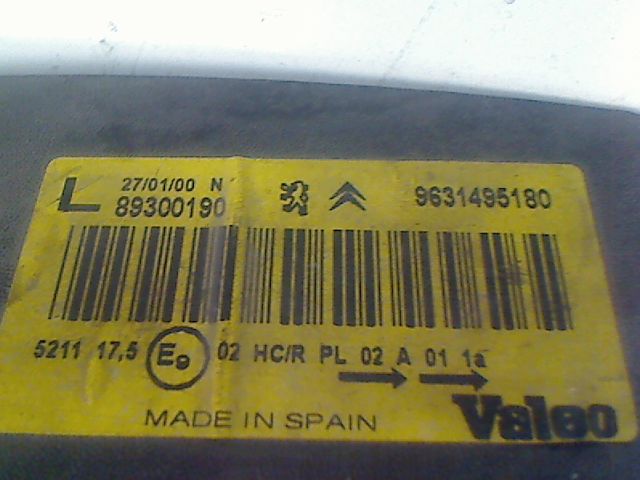 L 27/01/00 N
89300190 9631495180
5211 17,5 E9 02 HC/R PL 02 A 01 1a
MADE IN SPAIN Valeo